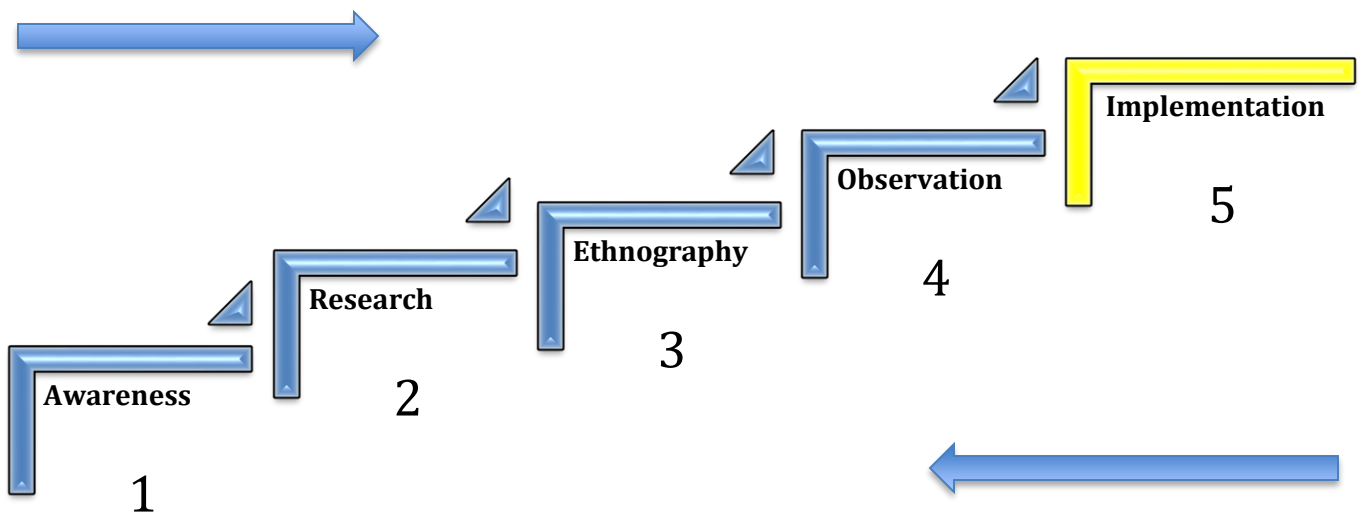 Awareness
1
Research
2
Ethnography
3
Observation
4
Implementation
5